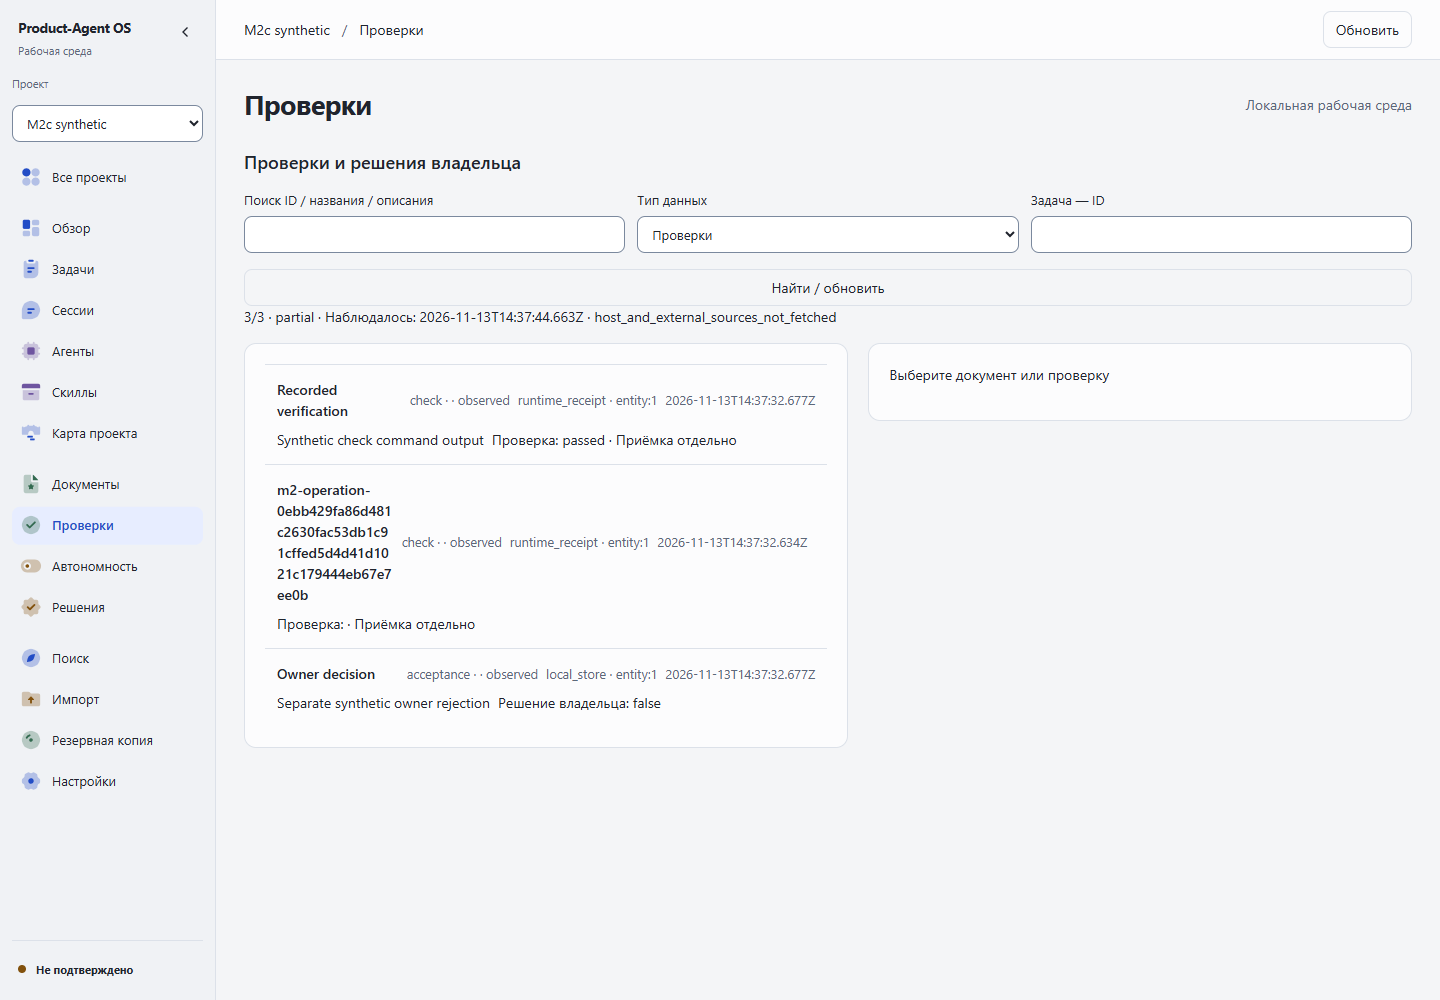 Product-Agent OS
Рабочая среда
Проект
M2c synthetic
Все проекты
Обзор
Задачи
Сессии
Агенты
Скиллы
Карта проекта
Документы
Проверки
Автономность
Решения
Поиск
Импорт
Резервная копия
Настройки
Не подтверждено
M2c synthetic / Проверки
Обновить
Проверки
Локальная рабочая среда
Проверки и решения владельца
Поиск ID / названия / описания
Тип данных
Проверки
Задача — ID
Найти / обновить
3/3 · partial · Наблюдалось: 2026-11-13T14:37:44.663Z · host_and_external_sources_not_fetched
Recorded
verification
check · · observed runtime_receipt · entity:1 2026-11-13T14:37:32.677Z
Synthetic check command output Проверка: passed · Приёмка отдельно
m2-operation-
0ebb429fa86d481
c2630fac53db1c9
1cffed5d4d41d10
21c179444eb67e7
ee0b
check · · observed runtime_receipt · entity:1 2026-11-13T14:37:32.634Z
Проверка: · Приёмка отдельно
Owner decision
acceptance · · observed local_store · entity:1 2026-11-13T14:37:32.677Z
Separate synthetic owner rejection Решение владельца: false
Выберите документ или проверку